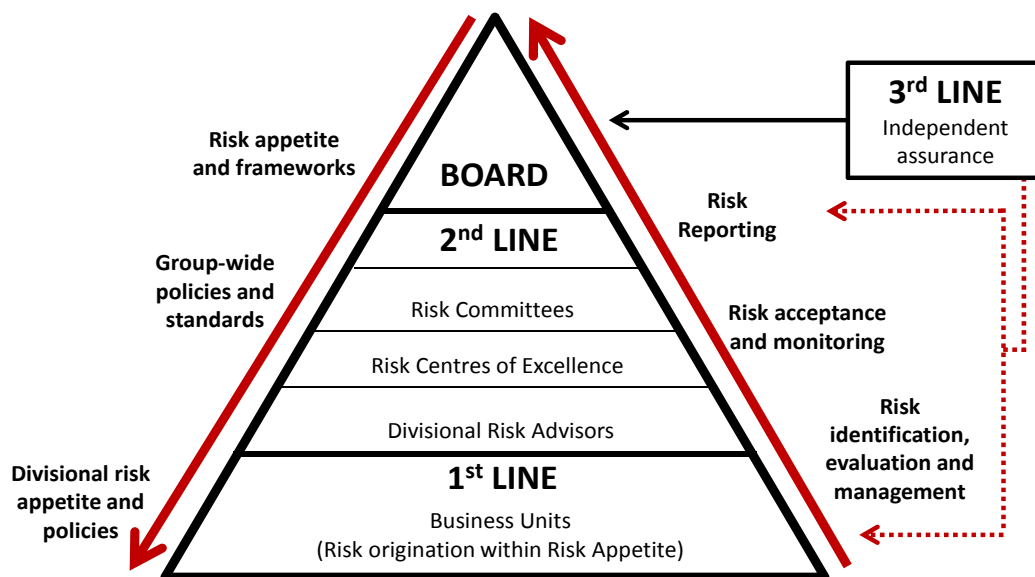 3rd LINE
Independent
assurance
Risk appetite
and frameworks
BOARD
Risk
Reporting
2nd LINE
Group-wide
policies and
standards
Risk Committees
Risk acceptance
and monitoring
Risk Centres of Excellence
Divisional Risk Advisors
Risk
identification,
evaluation and
management
Divisional risk
appetite and
policies
1st LINE
Business Units
(Risk origination within Risk Appetite)